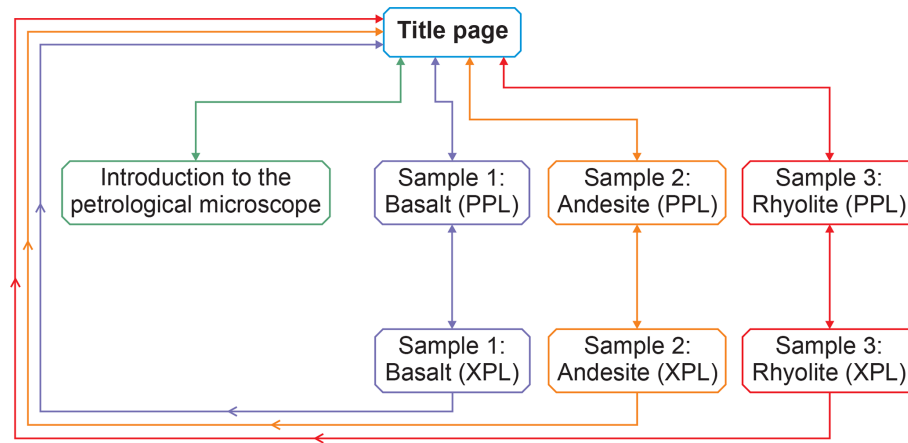 Title page
Introduction to the
petrological microscope
Sample 1:
Basalt (PPL)
Sample 2:
Andesite (PPL)
Sample 3:
Rhyolite (PPL)
Sample 1:
Basalt (XPL)
Sample 2:
Andesite (XPL)
Sample 3:
Rhyolite (XPL)